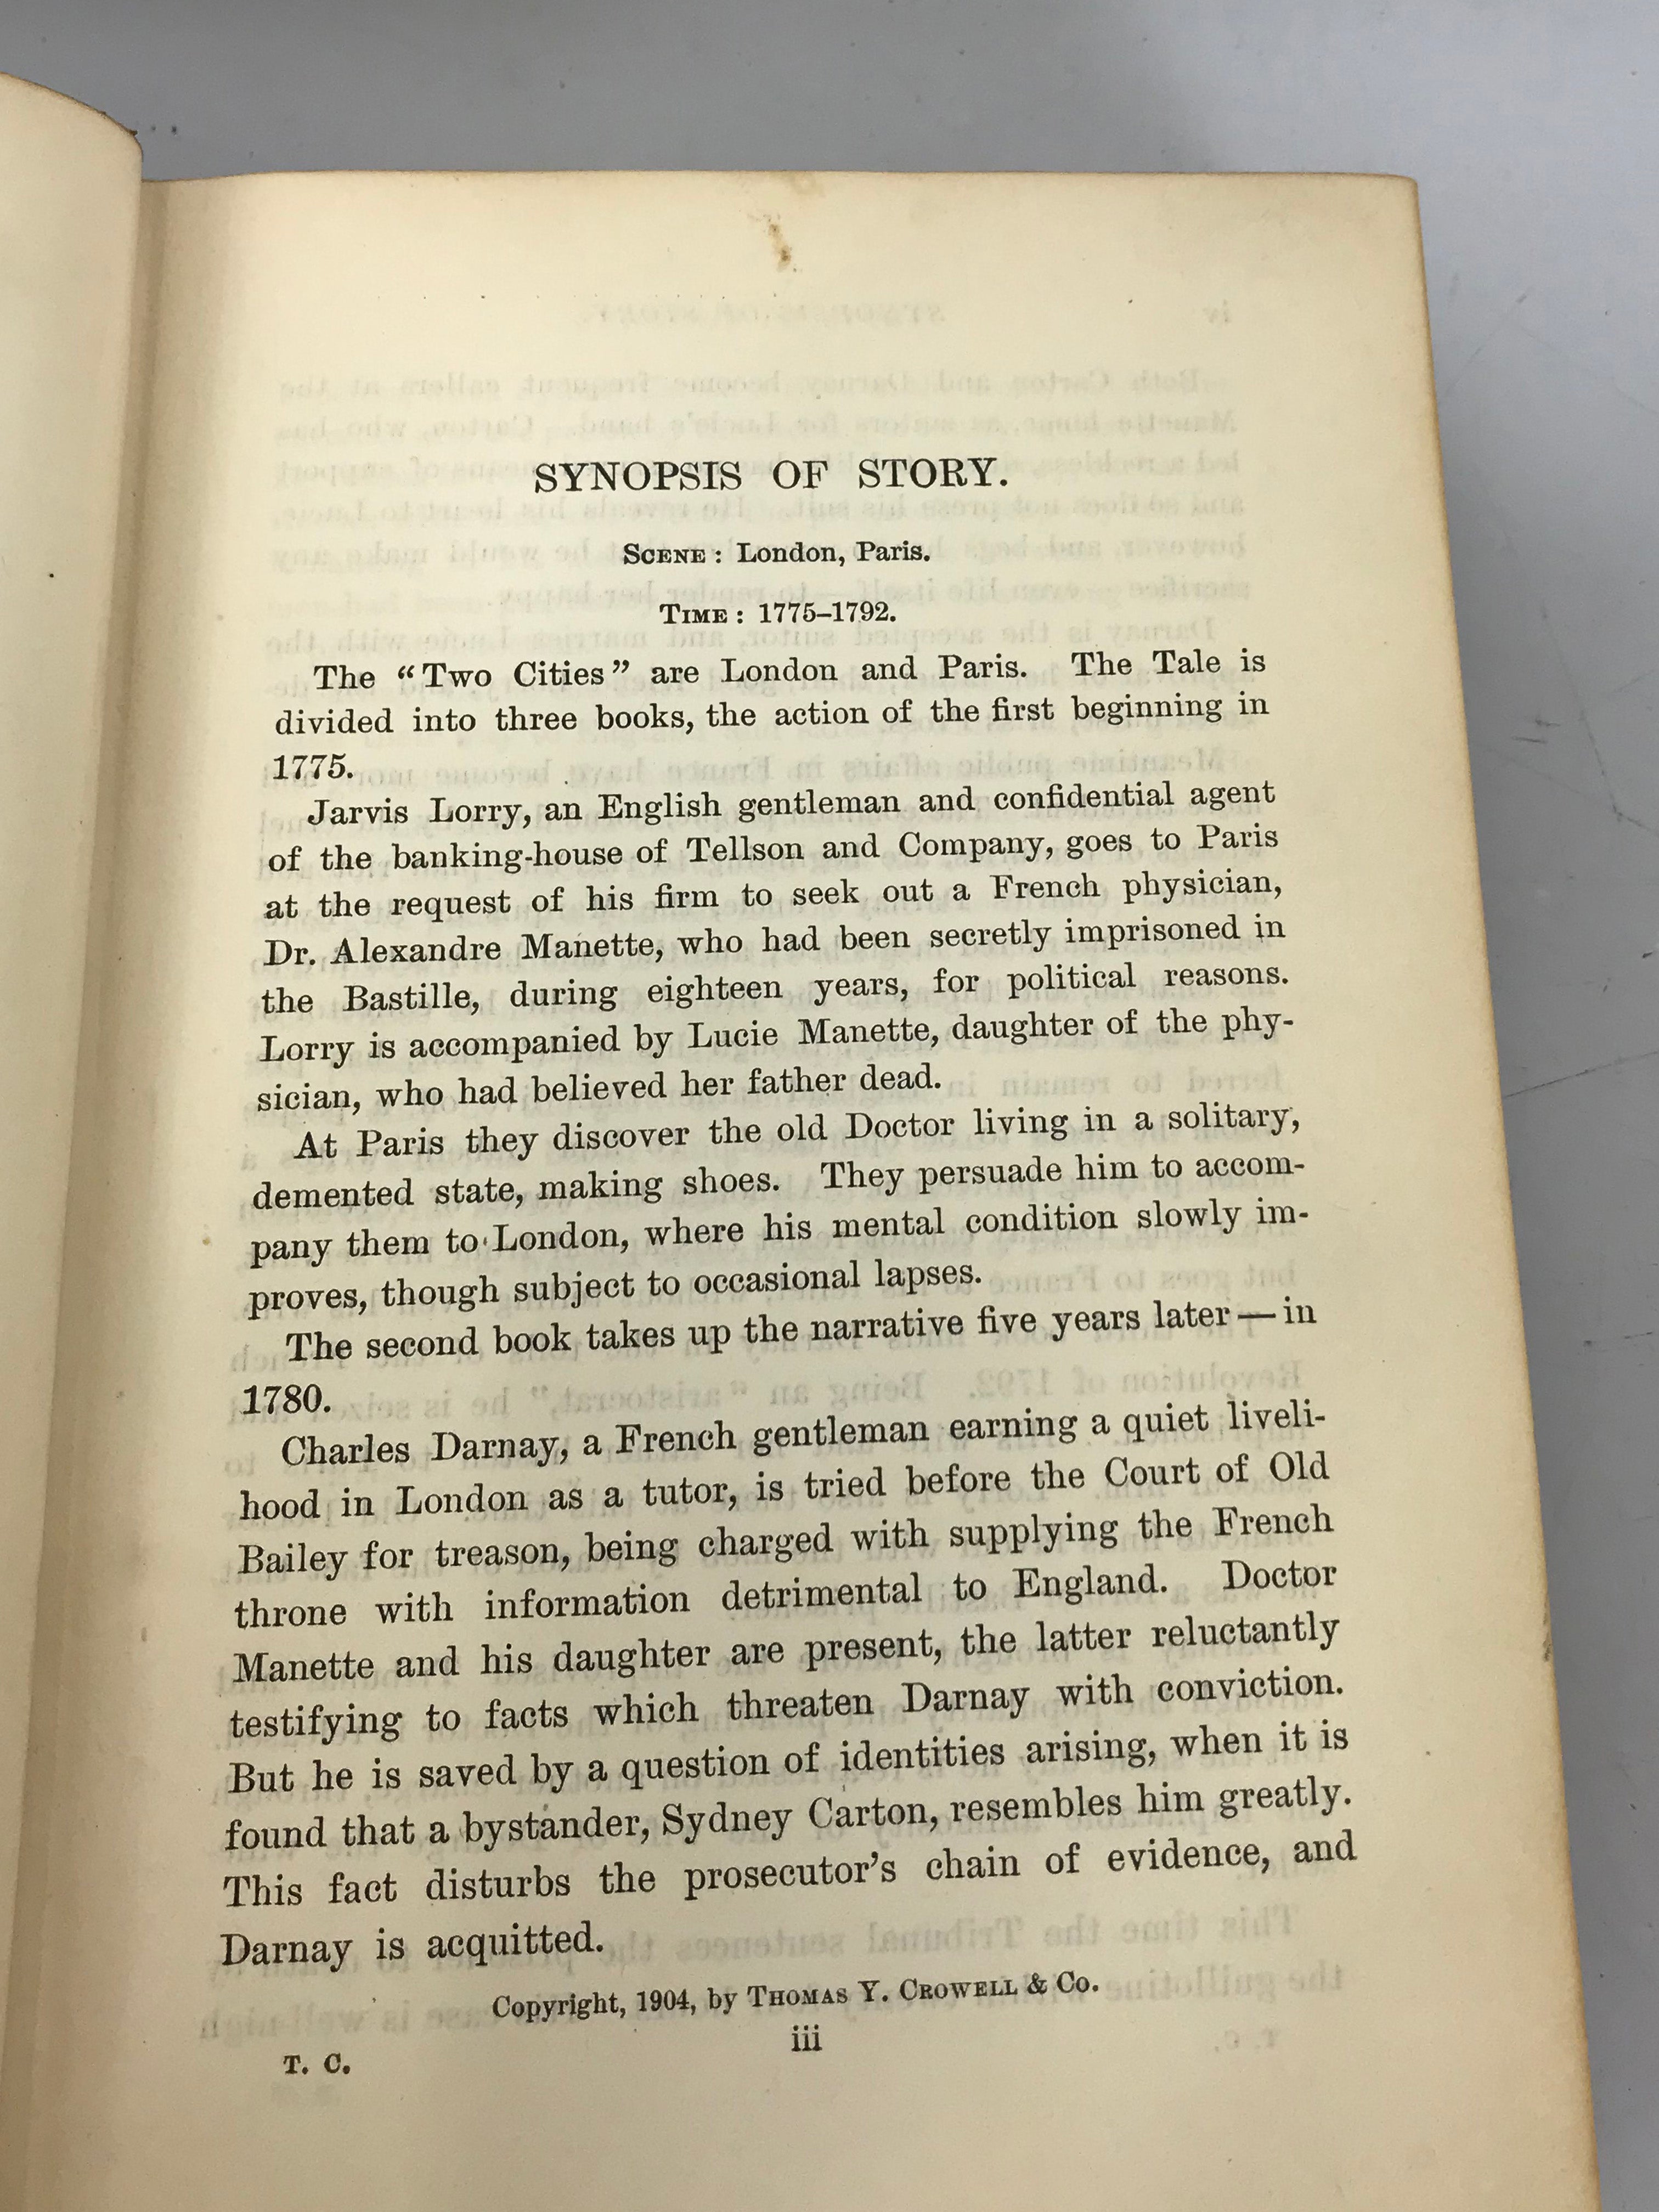 SYNOPSIS OF STORY.
SCENE: London, Paris.
TIME: 1775–1792.
The “Two Cities” are London and Paris. The Tale is
divided into three books, the action of the first beginning in
1775.
Jarvis Lorry, an English gentleman and confidential agent
of the banking-house of Tellson and Company, goes to Paris
at the request of his firm to seek out a French physician,
Dr. Alexandre Manette, who had been secretly imprisoned in
the Bastille, during eighteen years, for political reasons.
Lorry is accompanied by Lucie Manette, daughter of the phy-
sician, who had believed her father dead.
At Paris they discover the old Doctor living in a solitary,
demented state, making shoes. They persuade him to accom-
pany them to London, where his mental condition slowly im-
proves, though subject to occasional lapses.
The second book takes up the narrative five years later — in
1780.
Charles Darnay, a French gentleman earning a quiet liveli-
hood in London as a tutor, is tried before the Court of Old
Bailey for treason, being charged with supplying the French
throne with information detrimental to England. Doctor
Manette and his daughter are present, the latter reluctantly
testifying to facts which threaten Darnay with conviction.
But he is saved by a question of identities arising, when it is
found that a bystander, Sydney Carton, resembles him greatly.
This fact disturbs the prosecutor’s chain of evidence, and
Darnay is acquitted.
Copyright, 1904, by THOMAS Y. CROWELL & Co.
iii
T. C.